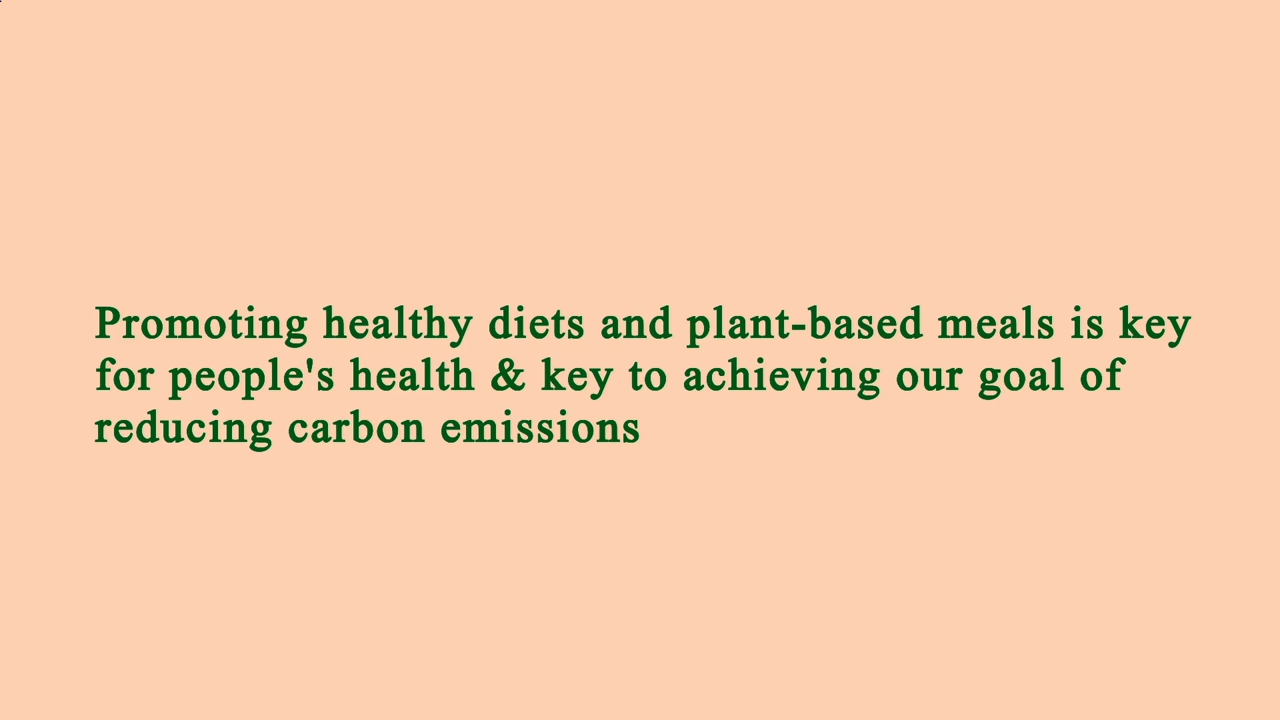 Promoting healthy diets and plant-based meals is key
for people's health & key to achieving our goal of
reducing carbon emissions